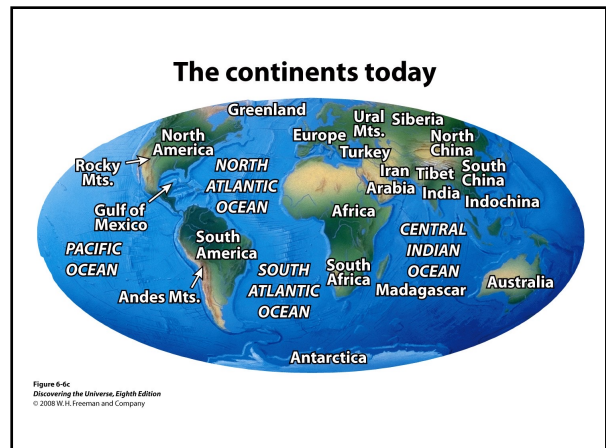 The continents today
Greenland
Ural
Mts.
Siberia
North
America
Europe
North
China
Turkey
Rocky
Mts.
NORTH
ATLANTIC
OCEAN
Iran
Tibet
South
China
Arabia
India
Indochina
Gulf of
Mexico
Africa
PACIFIC
OCEAN
South
America
CENTRAL
INDIAN
OCEAN
SOUTH
ATLANTIC
OCEAN
South
Africa
Madagascar
Australia
Andes Mts.
Antarctica
Figure 6-6c
Discovering the Universe, Eighth Edition
© 2008 W. H. Freeman and Company